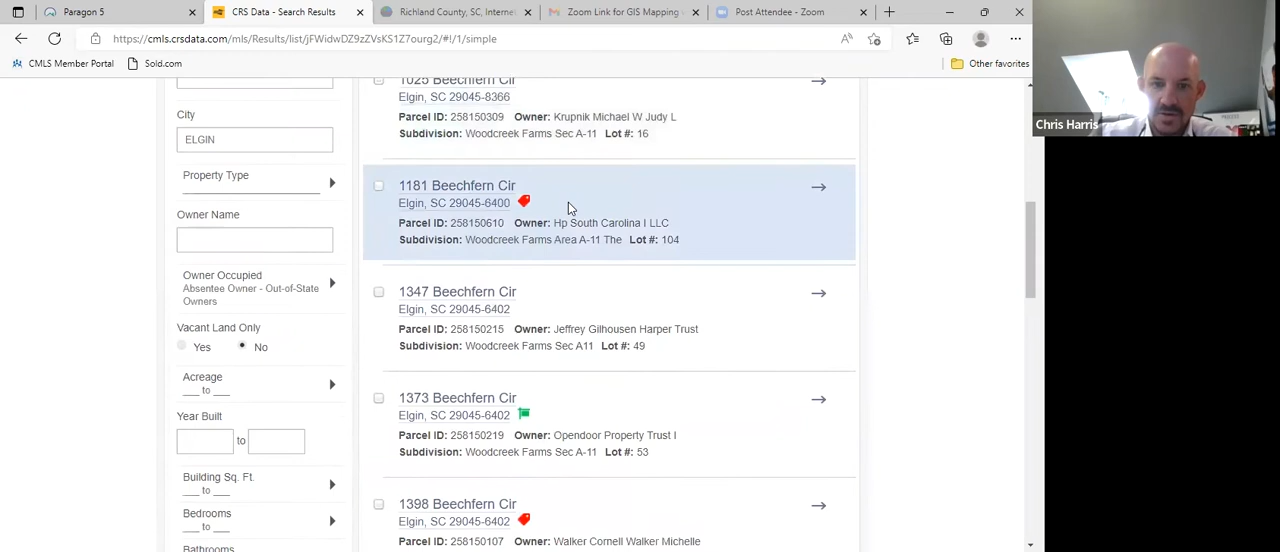 Paragon 5
CRS Data - Search Results
Richland County, SC, Internet
Zoom Link for GIS Mapping
Post Attendee - Zoom
https://cmls.crsdata.com/mls/Results/list/jFWidwDZ9zZVsKS1Z7ourg2/#!/1/simple
CMLS Member Portal
Sold.com
Other favorites
City
ELGIN
Property Type
Owner Name
Owner Occupied
Absentee Owner - Out-of-State
Owners
Vacant Land Only
Yes No
Acreage
___ to ___
Year Built
to
Building Sq. Ft.
___ to ___
Bedrooms
___ to ___
Bathrooms
1025 Beechfern Cir
Elgin, SC 29045-8366
Parcel ID: 258150309 Owner: Krupnik Michael W Judy L
Subdivision: Woodcreek Farms Sec A-11 Lot #: 16
1181 Beechfern Cir
Elgin, SC 29045-6400
Parcel ID: 258150610 Owner: Hp South Carolina I LLC
Subdivision: Woodcreek Farms Area A-11 The Lot #: 104
1347 Beechfern Cir
Elgin, SC 29045-6402
Parcel ID: 258150215 Owner: Jeffrey Gilhousen Harper Trust
Subdivision: Woodcreek Farms Sec A11 Lot #: 49
1373 Beechfern Cir
Elgin, SC 29045-6402
Parcel ID: 258150219 Owner: Opendoor Property Trust I
Subdivision: Woodcreek Farms Sec A-11 Lot #: 53
1398 Beechfern Cir
Elgin, SC 29045-6402
Parcel ID: 258150107 Owner: Walker Cornell Walker Michelle
Chris Harris